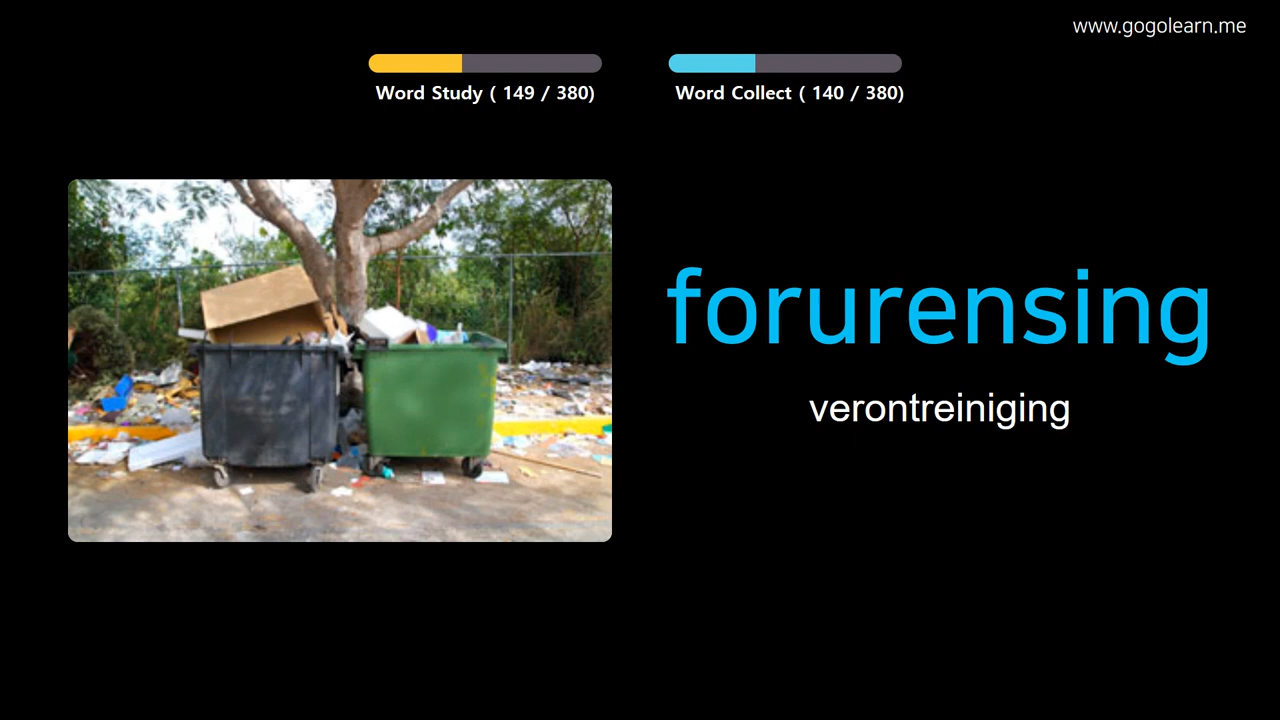 www.gogolearn.me
Word Study ( 149 / 380)
Word Collect ( 140 / 380)
forurensing
verontreiniging